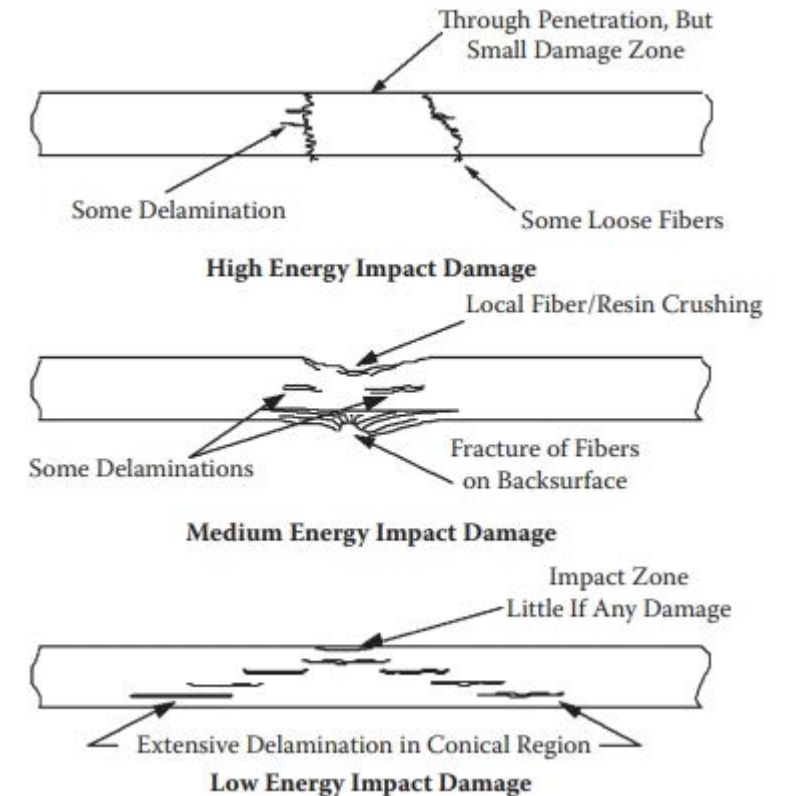 Through Penetration, But
Small Damage Zone
Some Delamination
Some Loose Fibers
High Energy Impact Damage
Local Fiber/Resin Crushing
Some Delaminations
Fracture of Fibers
on Backsurface
Medium Energy Impact Damage
Impact Zone
Little If Any Damage
Extensive Delamination in Conical Region
Low Energy Impact Damage